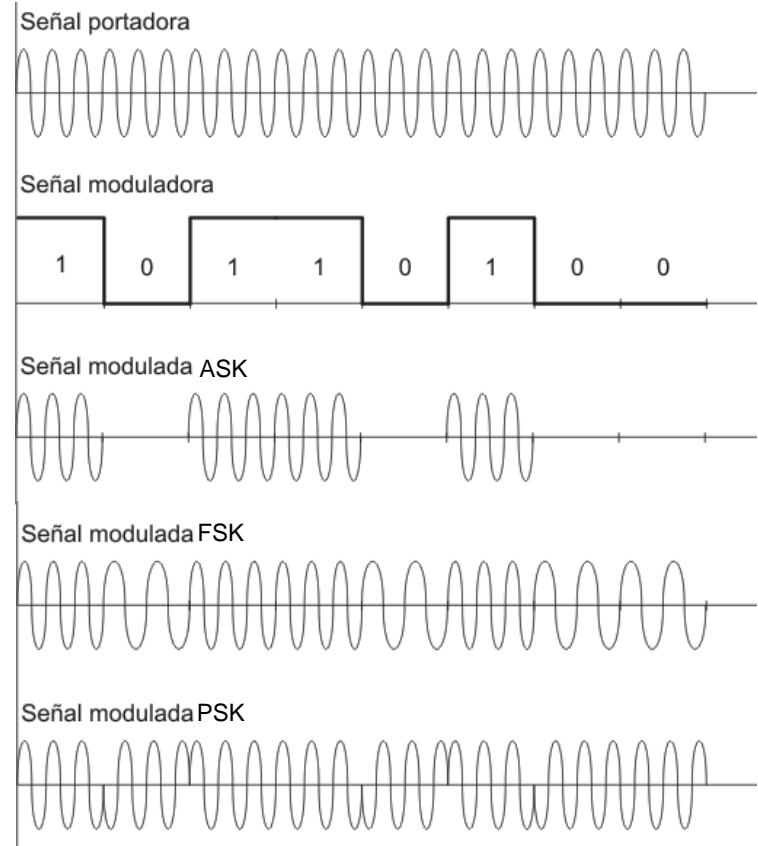 Señal portadora
Señal moduladora
1 0 1 1 0 1 0 0
Señal modulada ASK
Señal modulada FSK
Señal modulada PSK